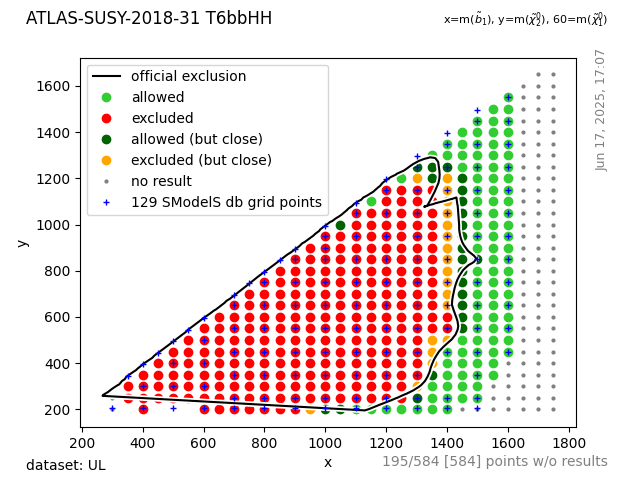 ATLAS-SUSY-2018-31 T6bbHH
x=m(b̃₁), y=m(χ̃₂⁰), 60=m(χ̃₁⁰)
Jun 17, 2025, 17:07
official exclusion
allowed
excluded
allowed (but close)
excluded (but close)
no result
129 SModelS db grid points
y
1600
1400
1200
1000
800
600
400
200
200 400 600 800 1000 1200 1400 1600 1800
x
dataset: UL
195/584 [584] points w/o results